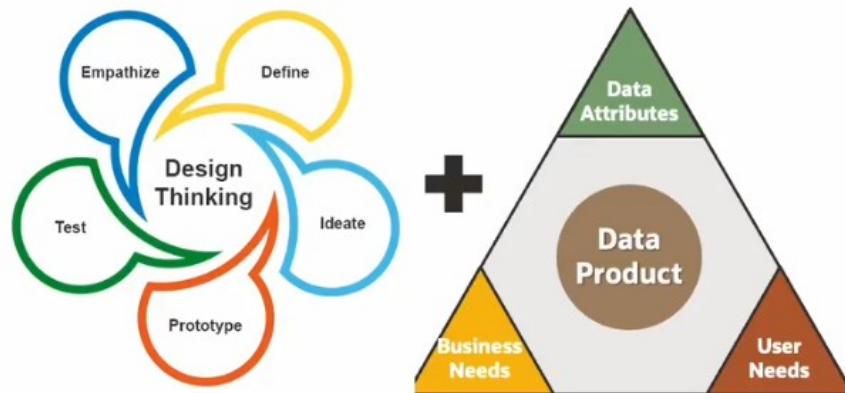 Empathize
Define
Design
Thinking
Ideate
Prototype
Test
Data
Attributes
Data
Product
Business
Needs
User
Needs